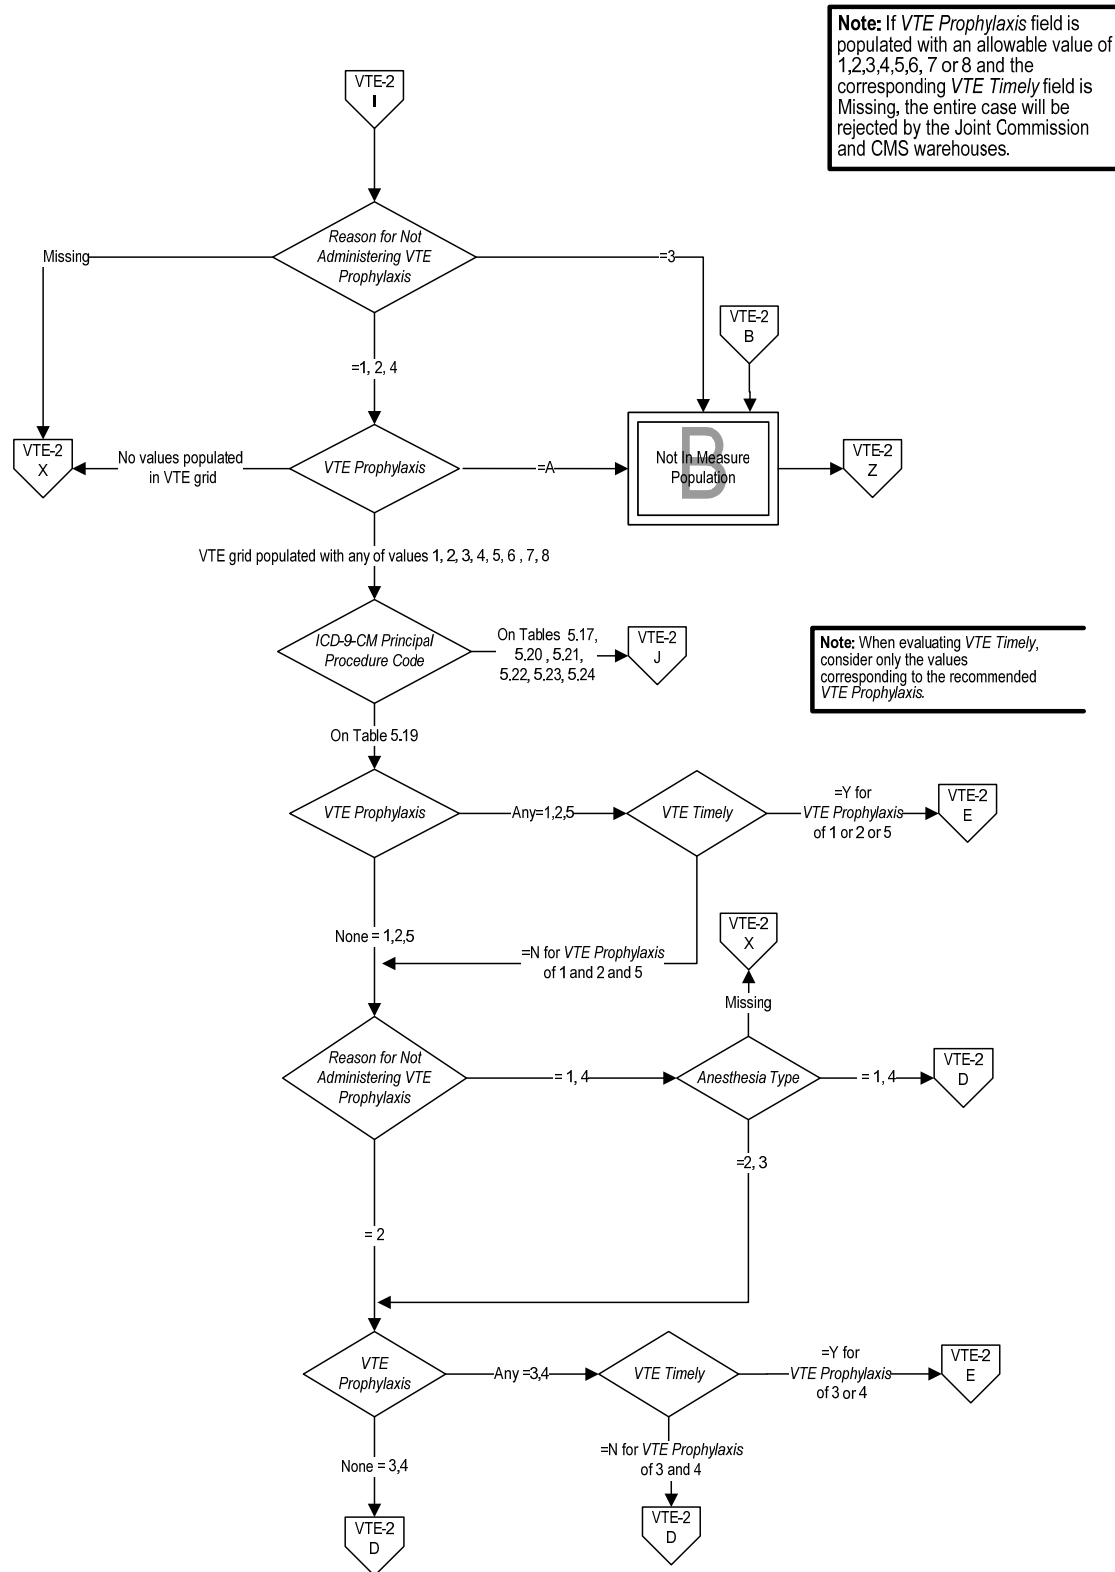 Note: If VTE Prophylaxis field is
populated with an allowable value of
1,2,3,4,5,6, 7 or 8 and the
corresponding VTE Timely field is
Missing, the entire case will be
rejected by the Joint Commission
and CMS warehouses.
VTE-2
I
Reason for Not
Administering VTE
Prophylaxis
Missing
=3
VTE-2
B
=1, 2, 4
VTE-2
X
No values populated
in VTE grid
VTE Prophylaxis
=A
B
Not In Measure
Population
VTE-2
Z
VTE grid populated with any of values 1, 2, 3, 4, 5, 6 , 7, 8
ICD-9-CM Principal
Procedure Code
On Tables 5.17,
5.20 , 5.21,
5.22, 5.23, 5.24
VTE-2
J
Note: When evaluating VTE Timely,
consider only the values
corresponding to the recommended
VTE Prophylaxis.
On Table 5.19
VTE Prophylaxis
Any=1,2,5
VTE Timely
=Y for
VTE Prophylaxis
of 1 or 2 or 5
VTE-2
E
None = 1,2,5
=N for VTE Prophylaxis
of 1 and 2 and 5
VTE-2
X
Missing
Reason for Not
Administering VTE
Prophylaxis
= 1, 4
Anesthesia Type
= 1, 4
VTE-2
D
=2, 3
= 2
VTE
Prophylaxis
Any =3,4
VTE Timely
=Y for
VTE Prophylaxis
of 3 or 4
VTE-2
E
None = 3,4
=N for VTE Prophylaxis
of 3 and 4
VTE-2
D
VTE-2
D